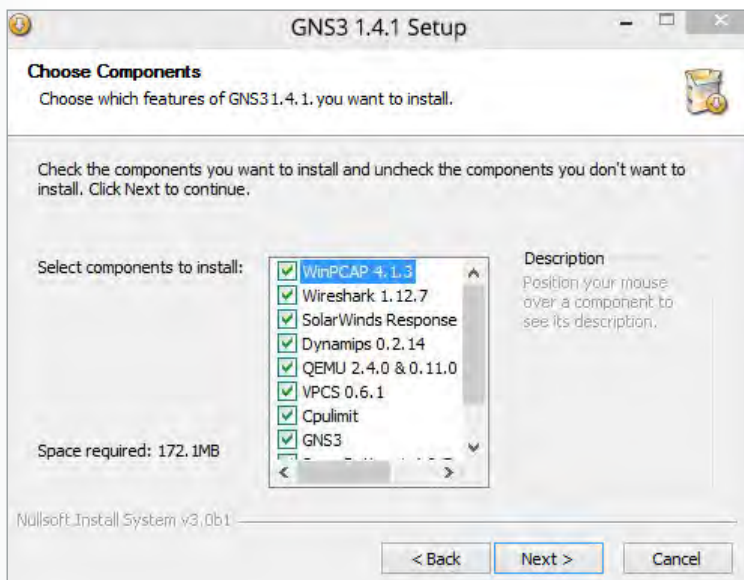 GNS3 1.4.1 Setup
Choose Components
Choose which features of GNS31.4.1. you want to install.
Check the components you want to install and uncheck the components you don't want to
install. Click Next to continue.
Select components to install:
WinPCAP 4.1.3
Wireshark 1.12.7
SolarWinds Response
Dynamips 0.2.14
QEMU 2.4.0 & 0.11.0
VPCS 0.6.1
Cpulimit
GNS3
Description
Position your mouse
over a component to
see its description.
Space required: 172.1MB
Nullsoft Install System v3.0b1
< Back
Next >
Cancel